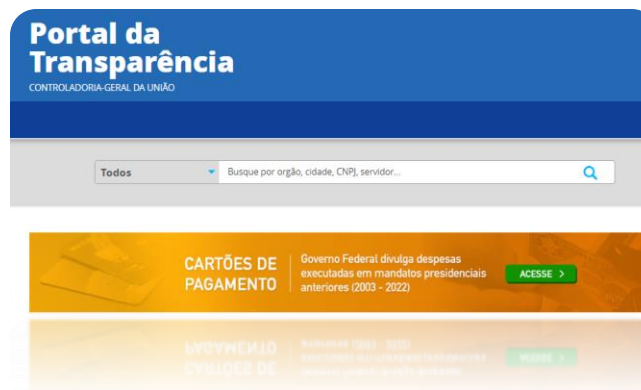 Portal da
Transparência
CONTROLADORIA-GERAL DA UNIÃO
Todos
Busque por orgão, cidade, CNPJ, servidor...
CARTÕES DE
PAGAMENTO
Governo Federal divulga despesas
executadas em mandatos presidenciais
anteriores (2003 - 2022)
ACESSE >